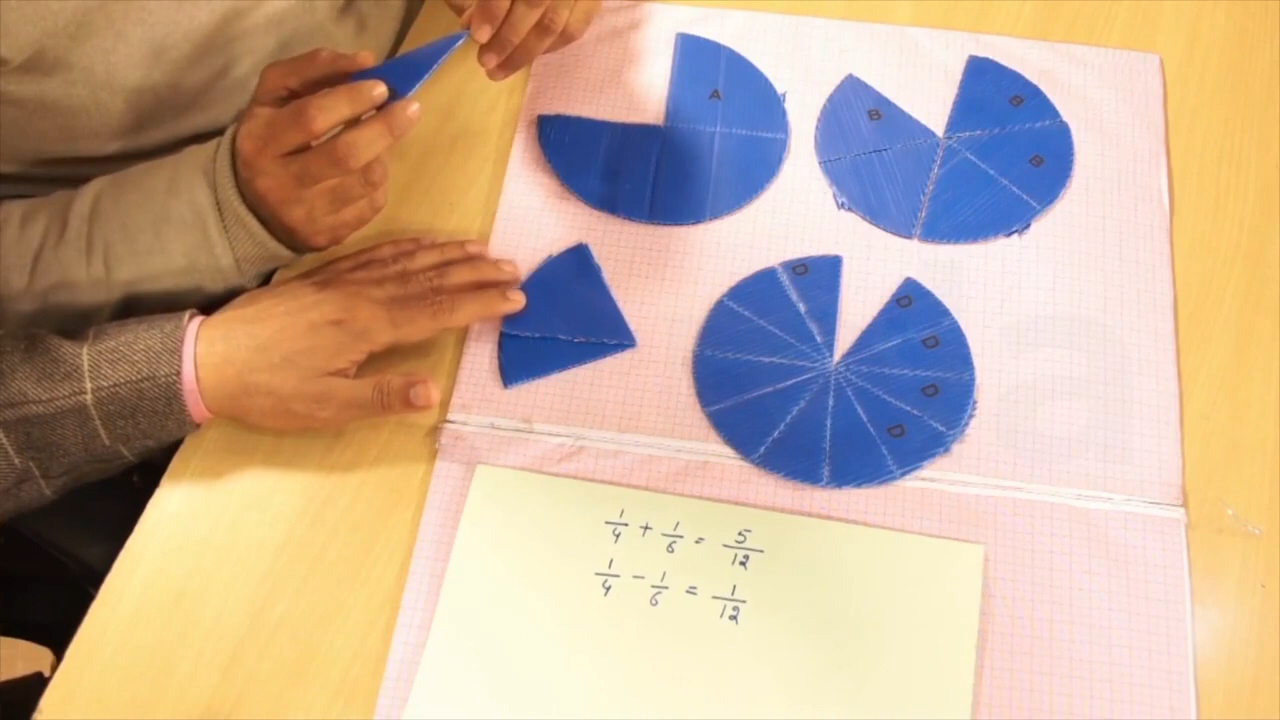 A
B B
B
D D
D
D
D
1/4 + 1/6 = 5/12
1/4 - 1/6 = 1/12